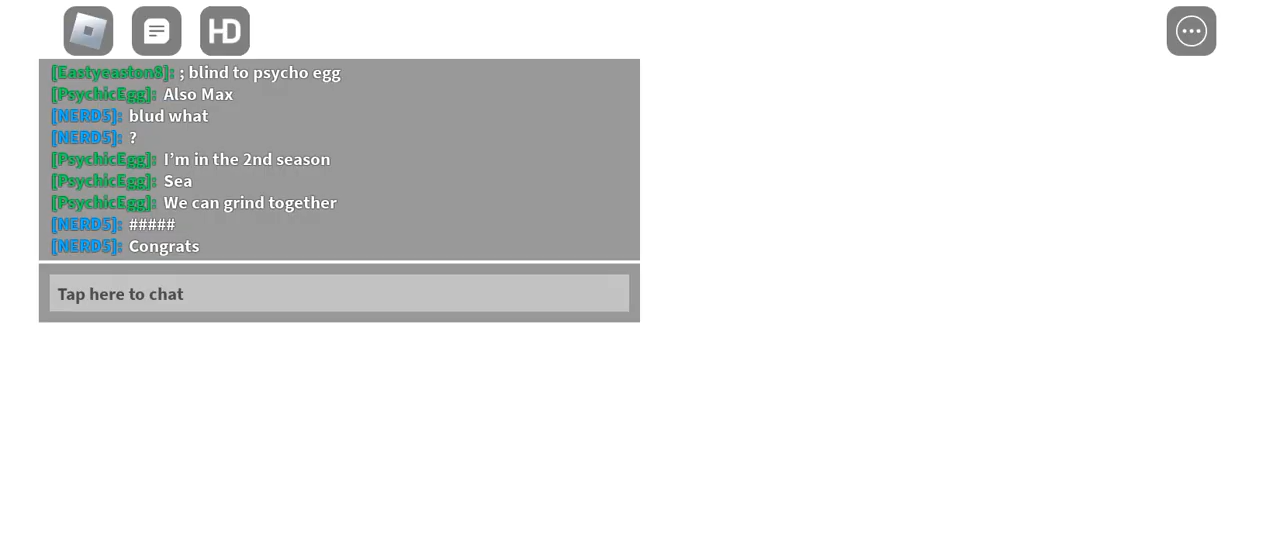 HD
[Eastyeaston8]: ; blind to psycho egg
[PsychicEgg]: Also Max
[NERD5]: blud what
[NERD5]: ?
[PsychicEgg]: I’m in the 2nd season
[PsychicEgg]: Sea
[PsychicEgg]: We can grind together
[NERD5]: #####
[NERD5]: Congrats
Tap here to chat